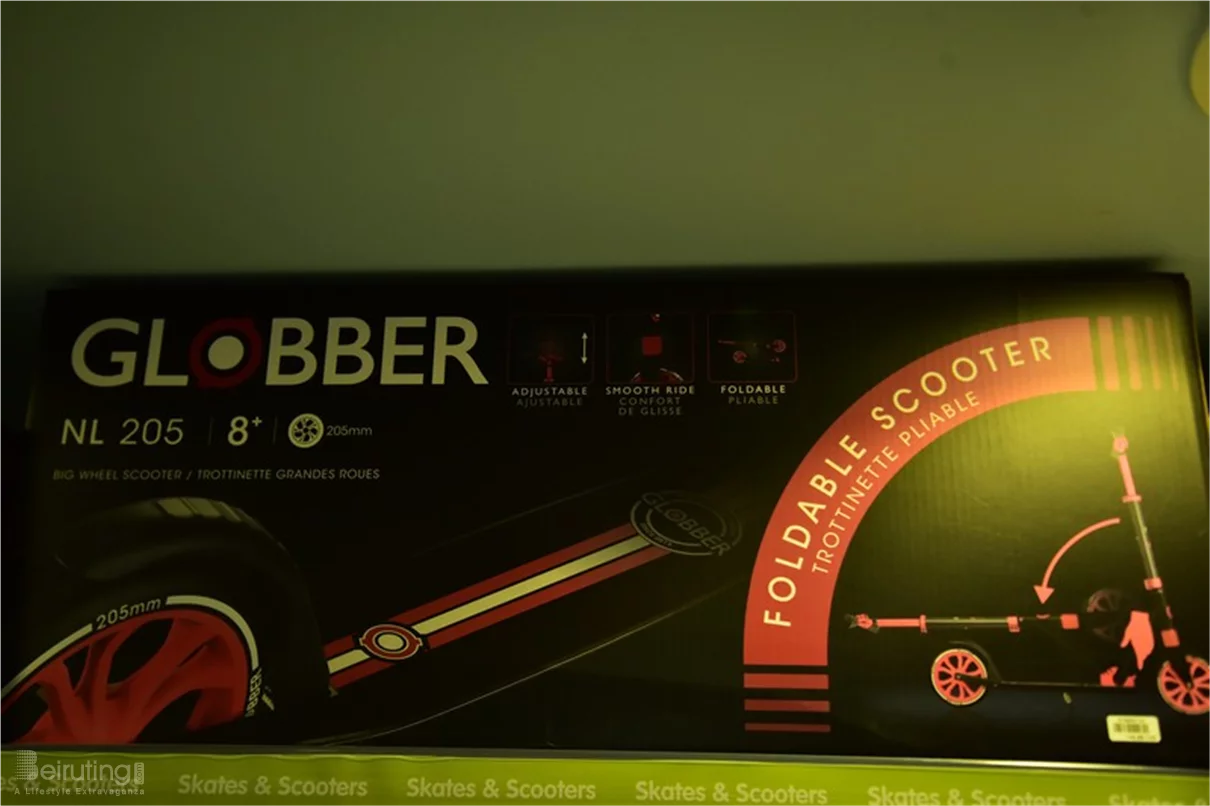 GLOBBER
NL 205 8+ 205mm
BIG WHEEL SCOOTER / TROTTINETTE GRANDES ROUES
ADJUSTABLE
AJUSTABLE
SMOOTH RIDE
CONFORT
DE GLISSE
FOLDABLE
PLIABLE
FOLDABLE SCOOTER
TROTTINETTE PLIABLE
GLOBBER
205mm
Skates & Scooters
Skates & Scooters
Skates & Scooters
Skates & Scooters
Beiruting
A Lifestyle Extravaganza